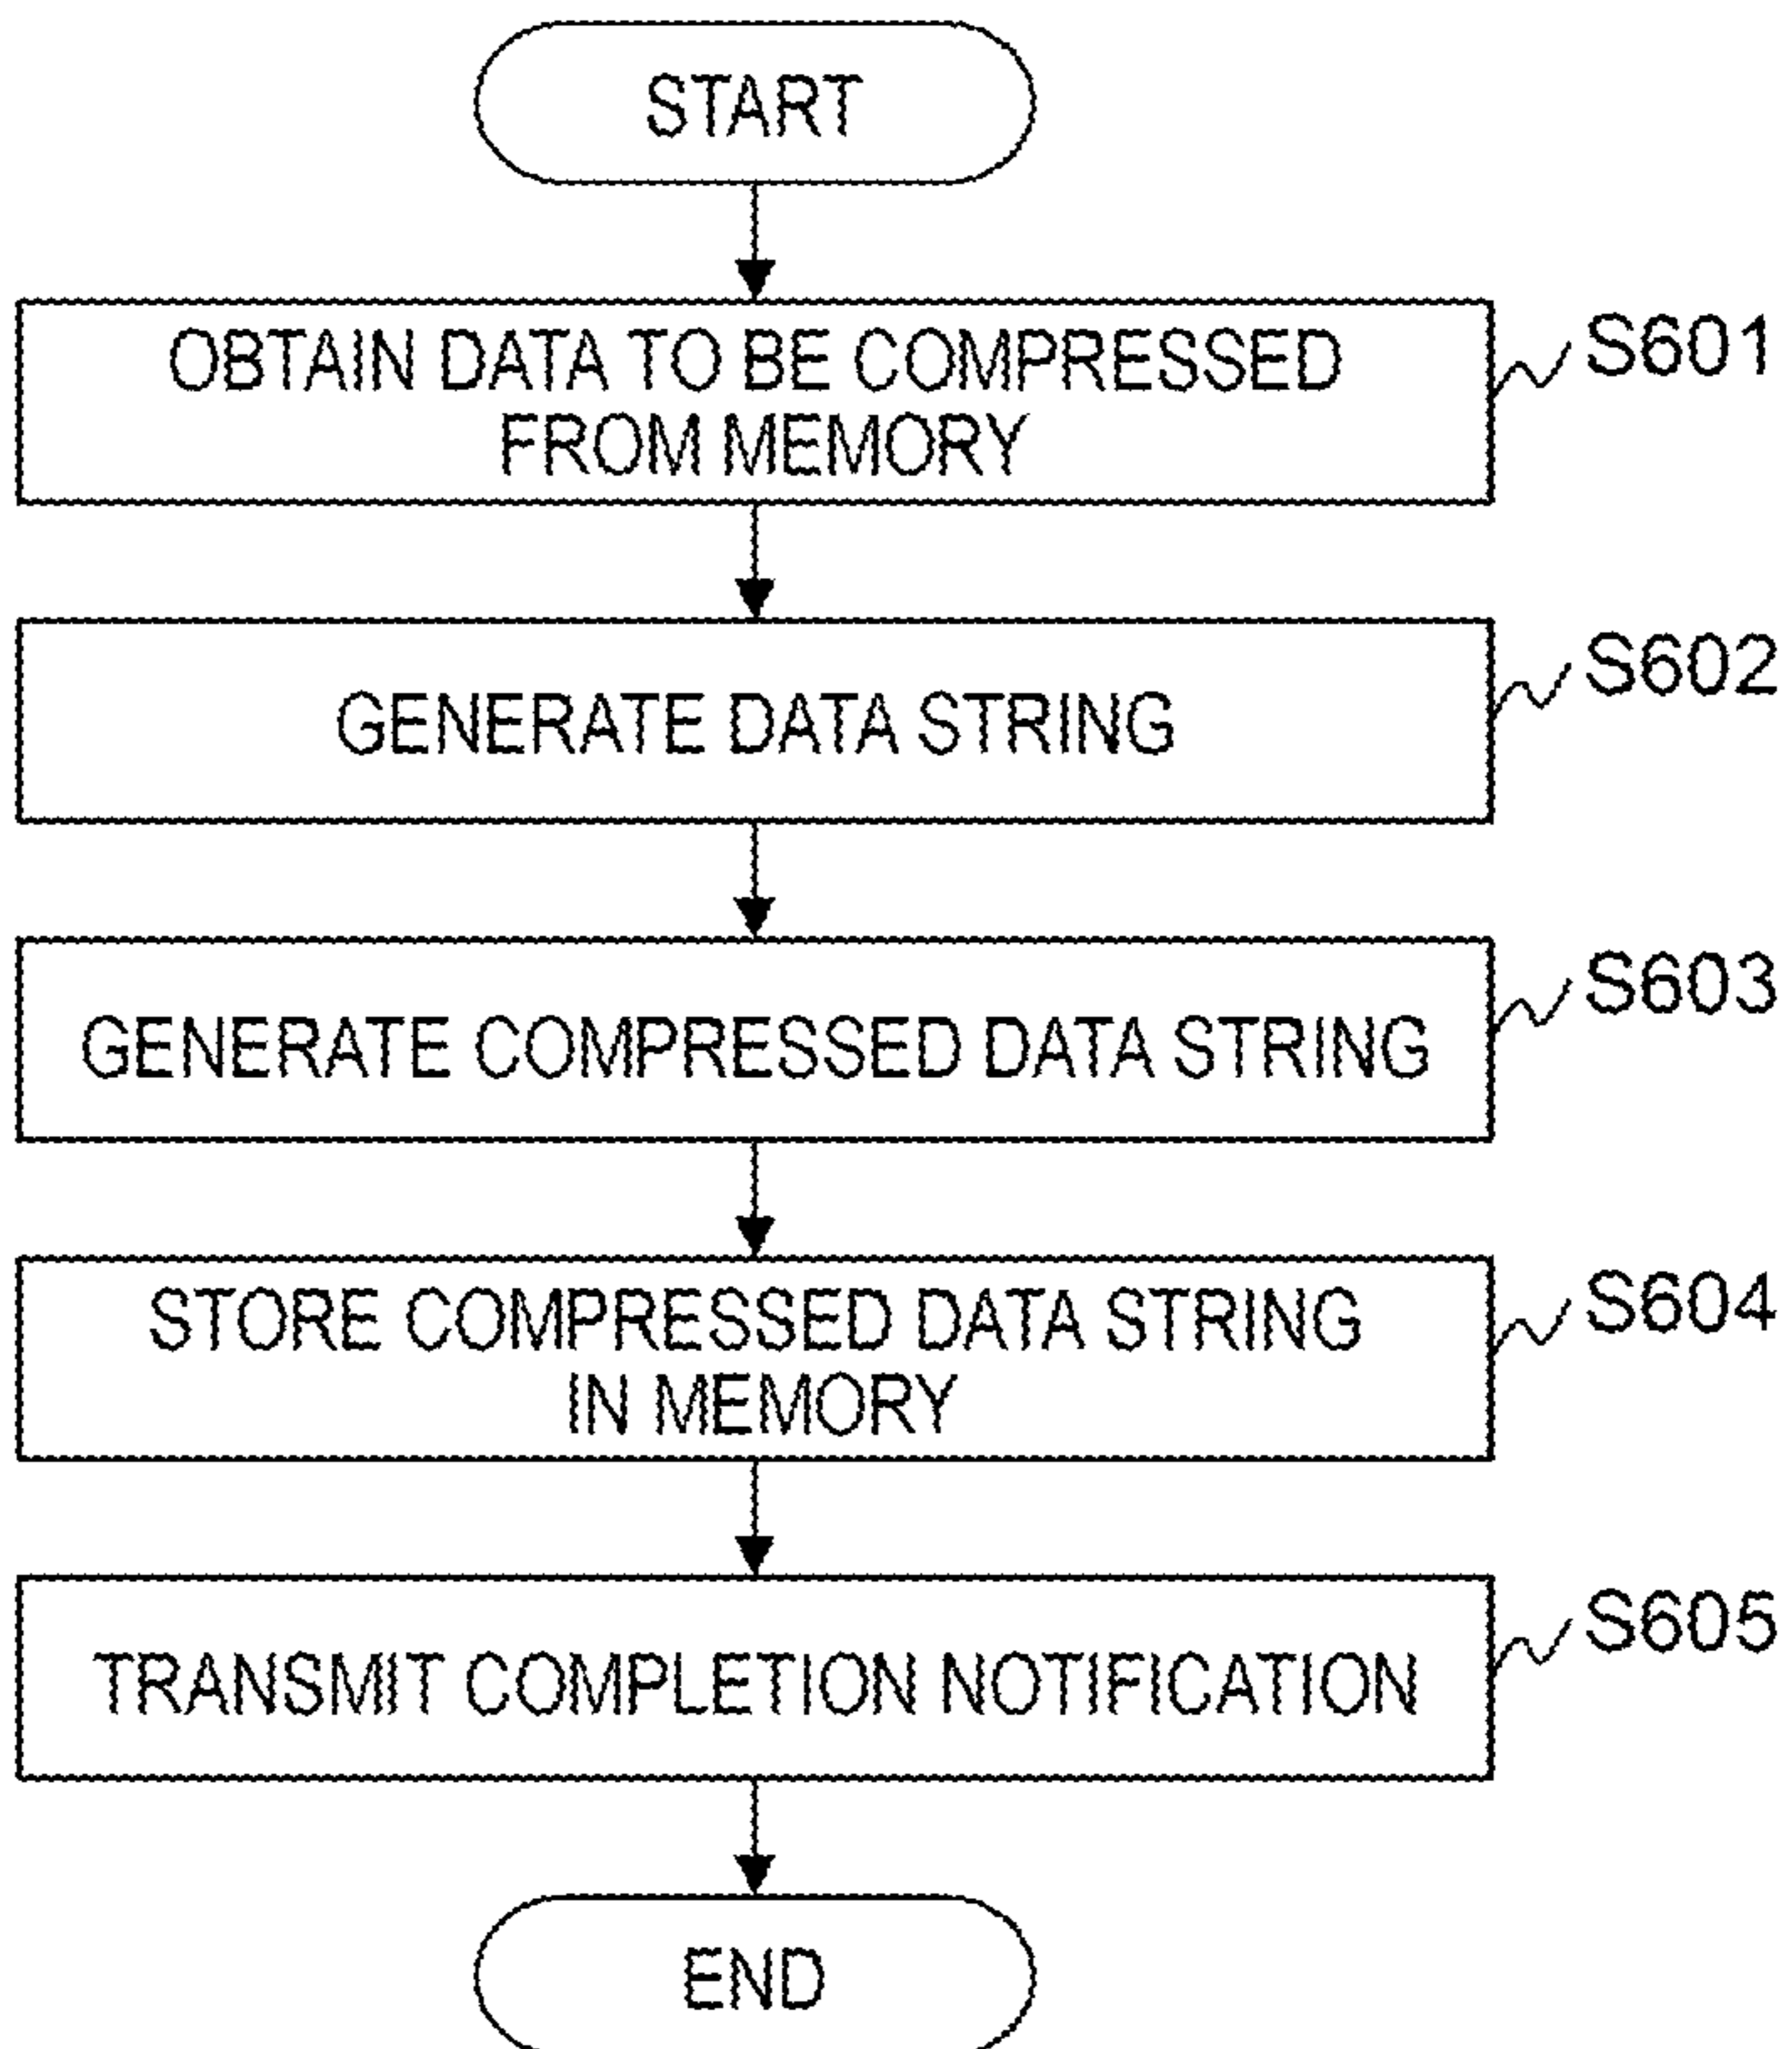 START
OBTAIN DATA TO BE COMPRESSED
FROM MEMORY
S601
GENERATE DATA STRING
S602
GENERATE COMPRESSED DATA STRING
S603
STORE COMPRESSED DATA STRING
IN MEMORY
S604
TRANSMIT COMPLETION NOTIFICATION
S605
END